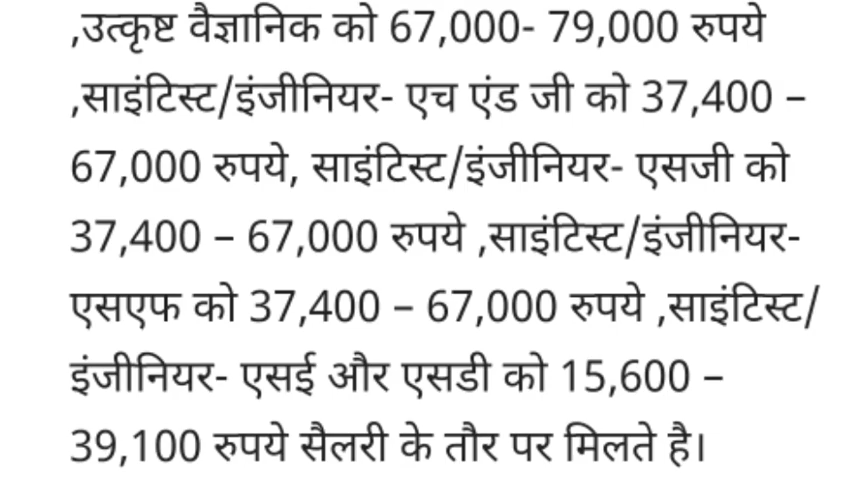 ,उत्कृष्ट वैज्ञानिक को 67,000- 79,000 रुपये
,साइंटिस्ट/इंजीनियर- एच एंड जी को 37,400 –
67,000 रुपये, साइंटिस्ट/इंजीनियर- एसजी को
37,400 – 67,000 रुपये ,साइंटिस्ट/इंजीनियर-
एसएफ को 37,400 – 67,000 रुपये ,साइंटिस्ट/
इंजीनियर- एसई और एसडी को 15,600 –
39,100 रुपये सैलरी के तौर पर मिलते है।